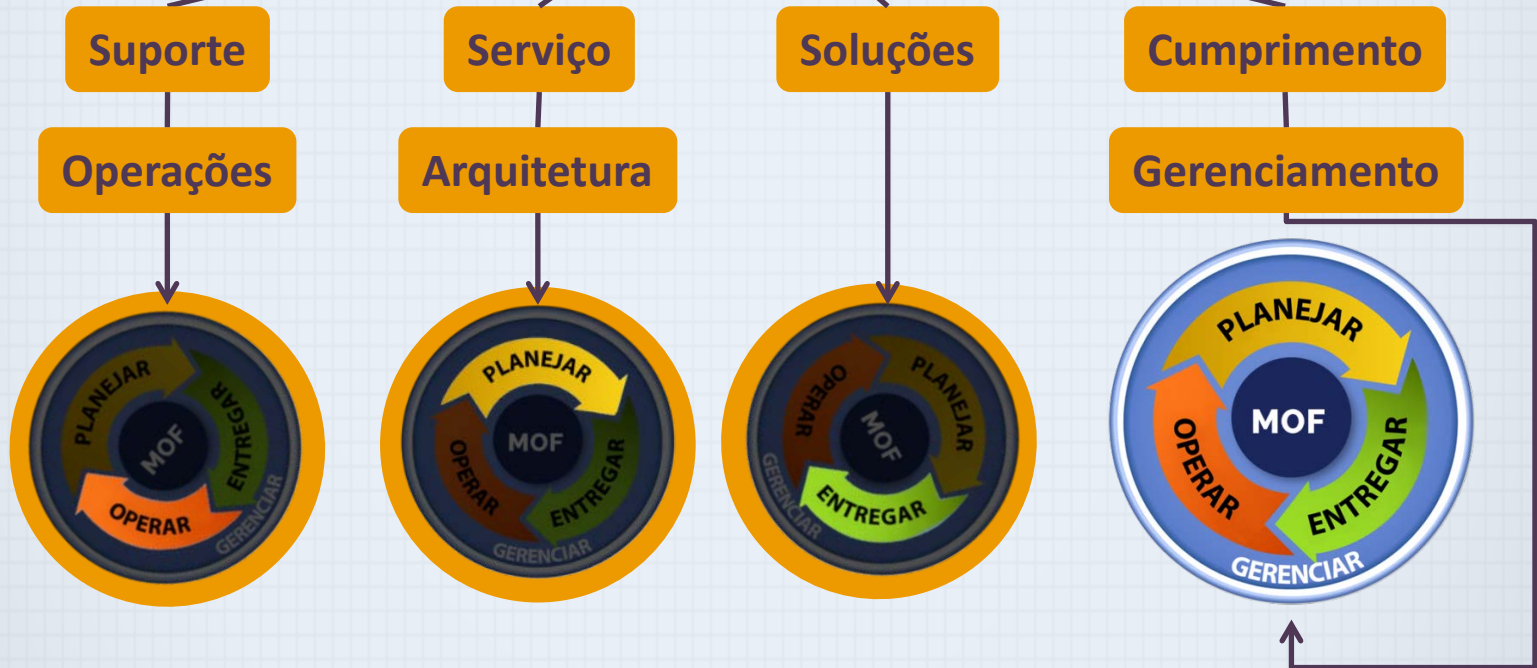 Suporte
Serviço
Soluções
Cumprimento
Operações
Arquitetura
Gerenciamento
PLANEJAR
ENTREGAR
OPERAR
MOF
GERENCIAR
PLANEJAR
ENTREGAR
OPERAR
MOF
GERENCIAR
OPERAR
PLANEJAR
ENTREGAR
MOF
GERENCIAR
PLANEJAR
ENTREGAR
OPERAR
MOF
GERENCIAR